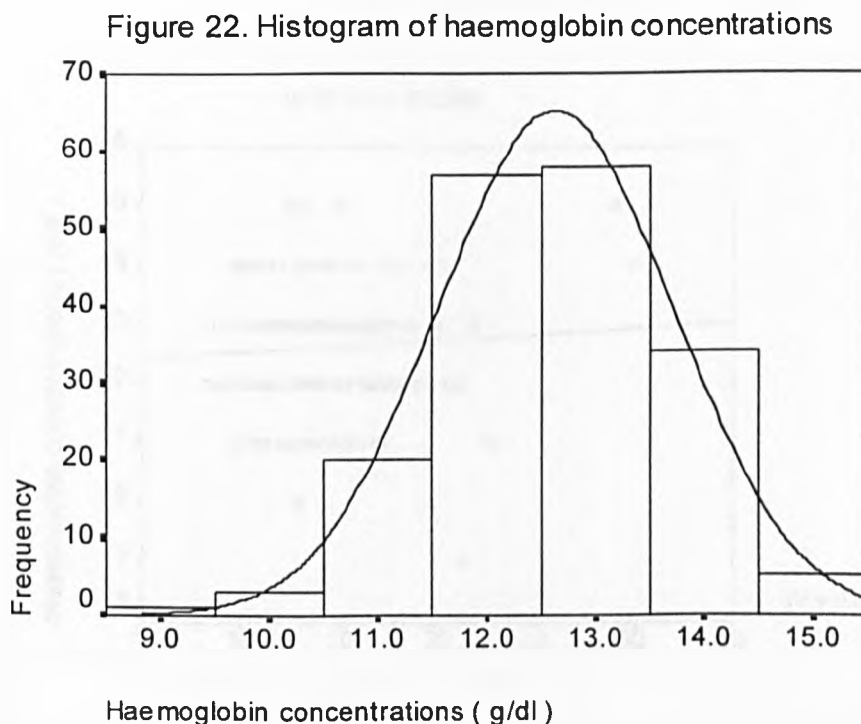 Figure 22. Histogram of haemoglobin concentrations
70
60
50
40
30
20
10
0
Frequency
9.0 10.0 11.0 12.0 13.0 14.0 15.0
Haemoglobin concentrations ( g/dl )